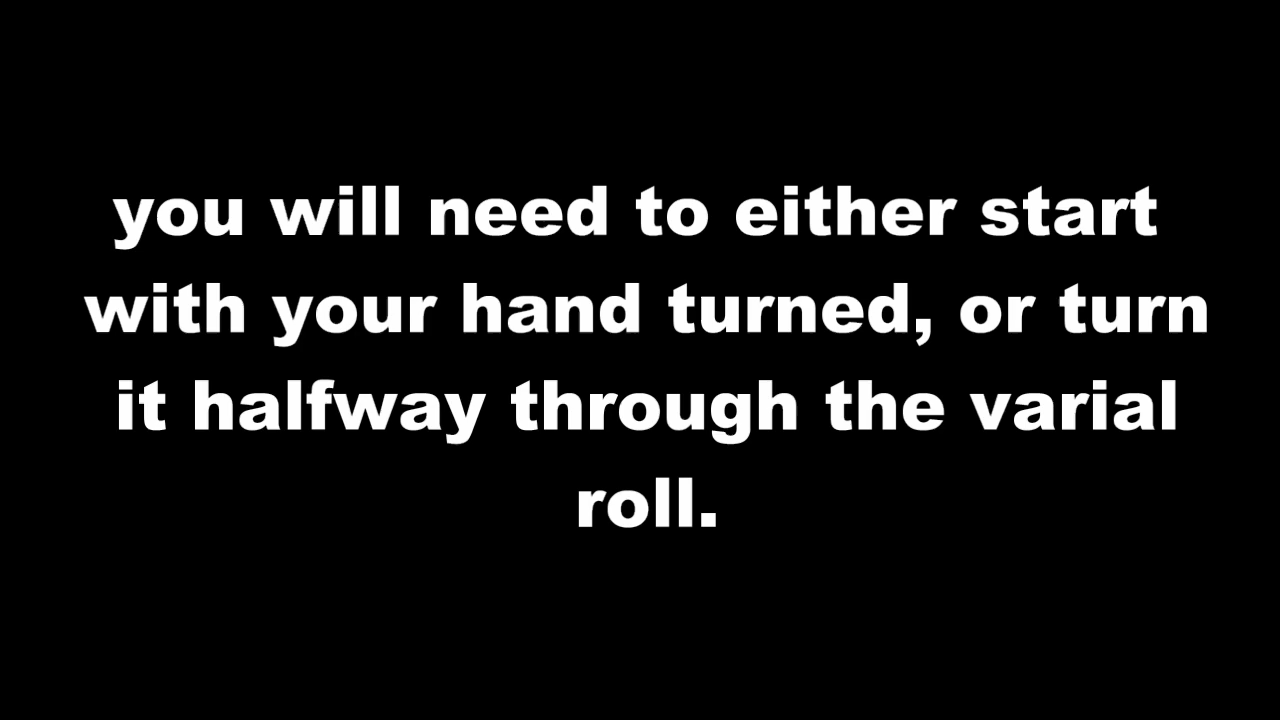 you will need to either start
with your hand turned, or turn
it halfway through the varial
roll.